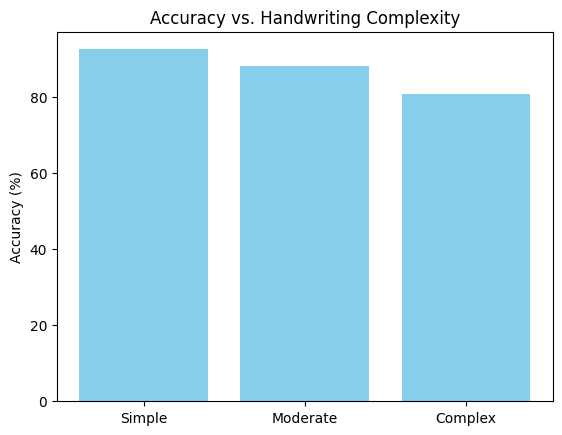 Accuracy vs. Handwriting Complexity
Accuracy (%)
80
60
40
20
0
Simple Moderate Complex